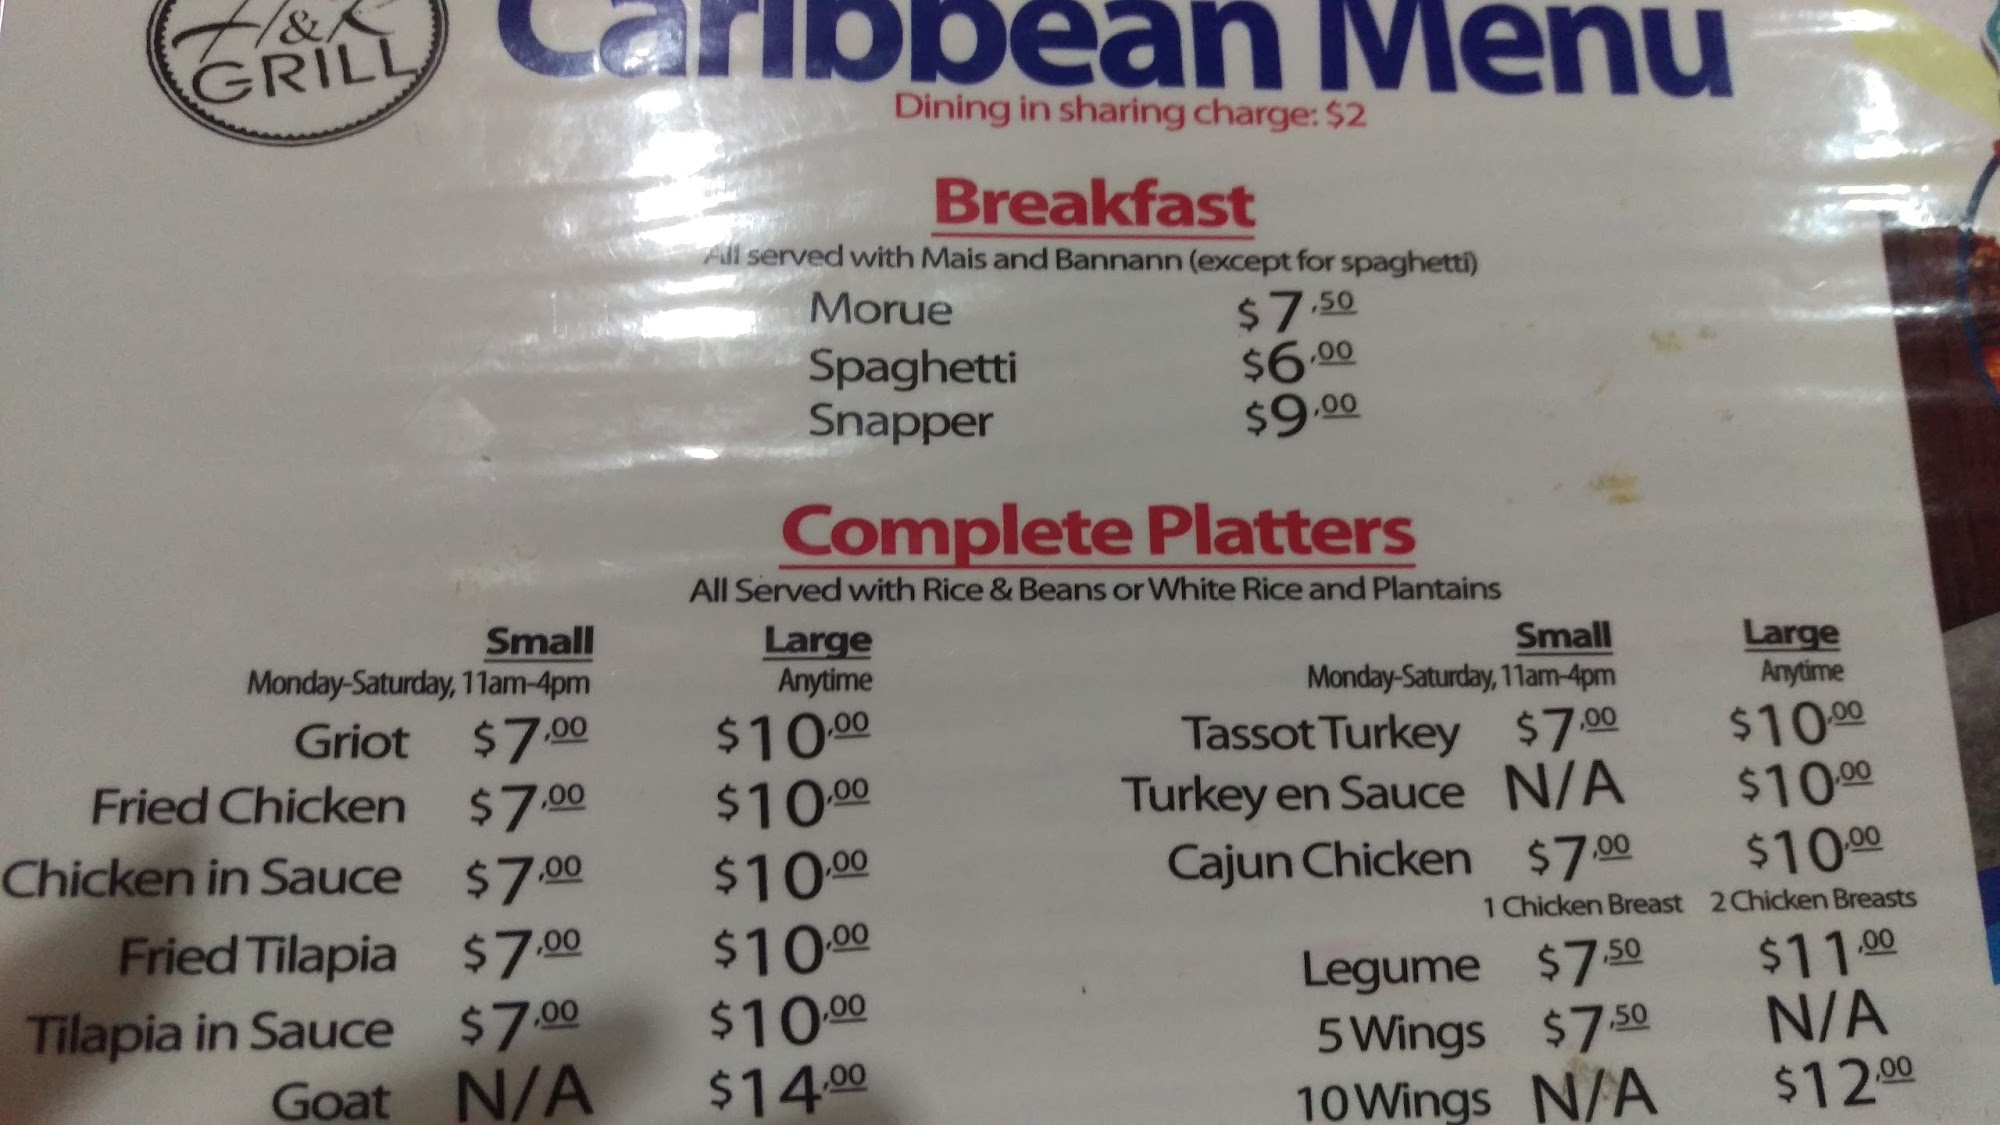 H&K
GRILL
Caribbean Menu
Dining in sharing charge: $2
Breakfast
All served with Mais and Bannann (except for spaghetti)
Morue $7.50
Spaghetti $6.00
Snapper $9.00
Complete Platters
All Served with Rice & Beans or White Rice and Plantains
Small Large
Monday-Saturday, 11am-4pm Anytime
Griot $7.00 $10.00
Fried Chicken $7.00 $10.00
Chicken in Sauce $7.00 $10.00
Fried Tilapia $7.00 $10.00
Tilapia in Sauce $7.00 $10.00
Goat N/A $14.00
Small Large
Monday-Saturday, 11am-4pm Anytime
Tassot Turkey $7.00 $10.00
Turkey en Sauce N/A $10.00
Cajun Chicken $7.00 $10.00
1 Chicken Breast 2 Chicken Breasts
Legume $7.50 $11.00
5 Wings $7.50 N/A
10 Wings N/A $12.00